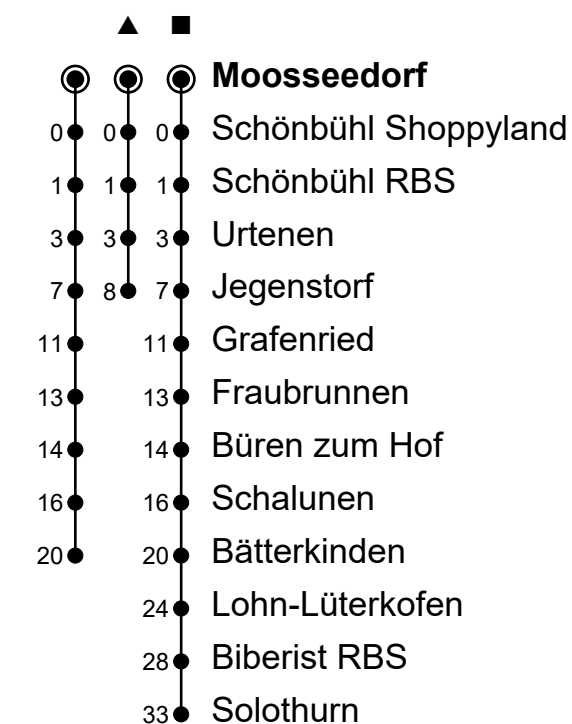 ▲ ■
Moosseedorf
0 0 0 Schönbühl Shoppyland
1 1 1 Schönbühl RBS
3 3 3 Urtenen
7 8 7 Jegenstorf
11 11 Grafenried
13 13 Fraubrunnen
14 14 Büren zum Hof
16 16 Schalunen
20 20 Bätterkinden
24 Lohn-Lüterkofen
28 Biberist RBS
33 Solothurn